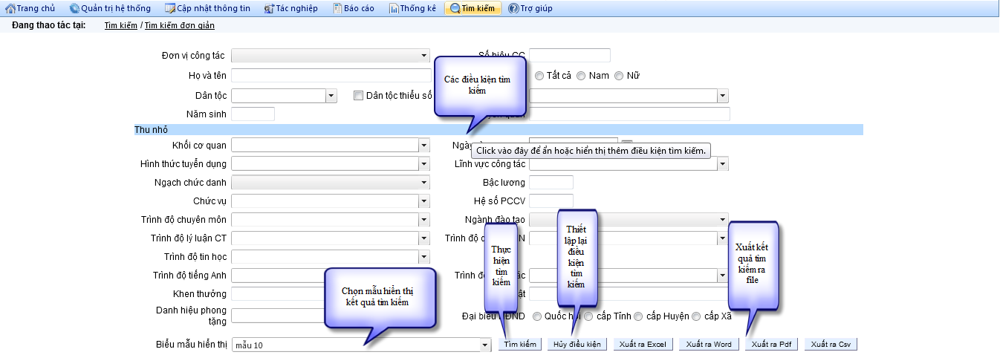 Trang chủ Quản trị hệ thống Cập nhật thông tin Tác nghiệp Báo cáo Thống kê Tìm kiếm Trợ giúp
Đang thao tác tại: Tìm kiếm / Tìm kiếm đơn giản
Đơn vị công tác Số hiệu CC
Các điều kiện tìm
kiếm
Họ và tên Tất cả Nam Nữ
Dân tộc Dân tộc thiểu số
Năm sinh quán
Thu nhỏ
Khối cơ quan
Click vào đây để ẩn hoặc hiển thị thêm điều kiện tìm kiếm.
Hình thức tuyển dụng Lĩnh vực công tác
Ngạch chức danh Bậc lương
Chức vụ Hệ số PCCV
Trình độ chuyên môn Ngành đào tạo
Trình độ lý luận CT Trình độ N
Trình độ tin học
Trình độ tiếng Anh Trình
Khen thưởng
Danh hiệu phong
tặng
Đại biểu HĐND Quốc hội cấp Tỉnh cấp Huyện cấp Xã
Thực
hiện
tìm
kiếm
Thiết
lập lại
điều
kiện
tìm
kiếm
Xuất kết
quả tìm
kiếm ra
file
Chọn mẫu hiển thị
kết quả tìm kiếm
Biểu mẫu hiển thị mẫu 10 Tìm kiếm Hủy điều kiện Xuất ra Excel Xuất ra Word Xuất ra Pdf Xuất ra Csv